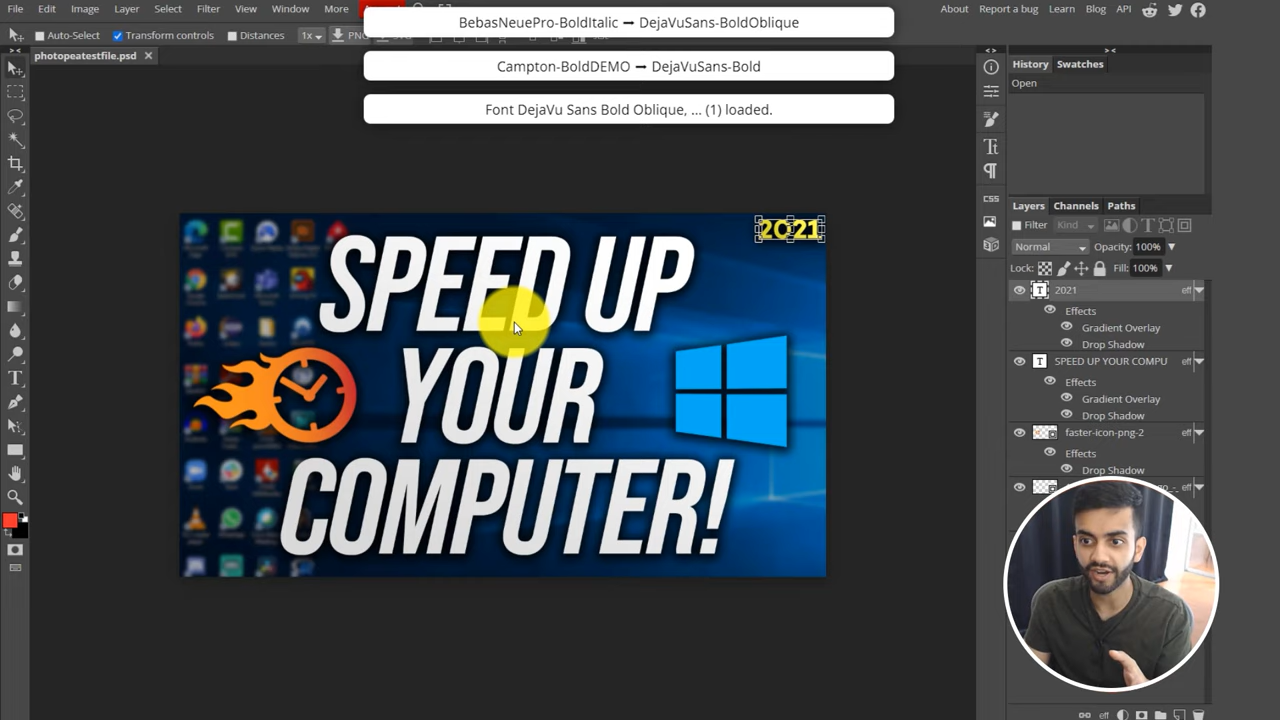 File Edit Image Layer Select Filter View Window More
About Report a bug Learn Blog API
BebasNeuePro-BoldItalic ➞ DejaVuSans-BoldOblique
Auto-Select Transform controls Distances 1x PNG
Campton-BoldDEMO ➞ DejaVuSans-Bold
photopeatestfile.psd
Font DejaVu Sans Bold Oblique, ... (1) loaded.
History Swatches
Open
CSS
Layers Channels Paths
Filter Kind
Normal Opacity: 100%
Lock: Fill: 100%
2021 eff
Effects
Gradient Overlay
Drop Shadow
SPEED UP YOUR COMPU eff
Effects
Gradient Overlay
Drop Shadow
faster-icon-png-2 eff
Effects
Drop Shadow
eff
2021
SPEED UP
YOUR
COMPUTER!